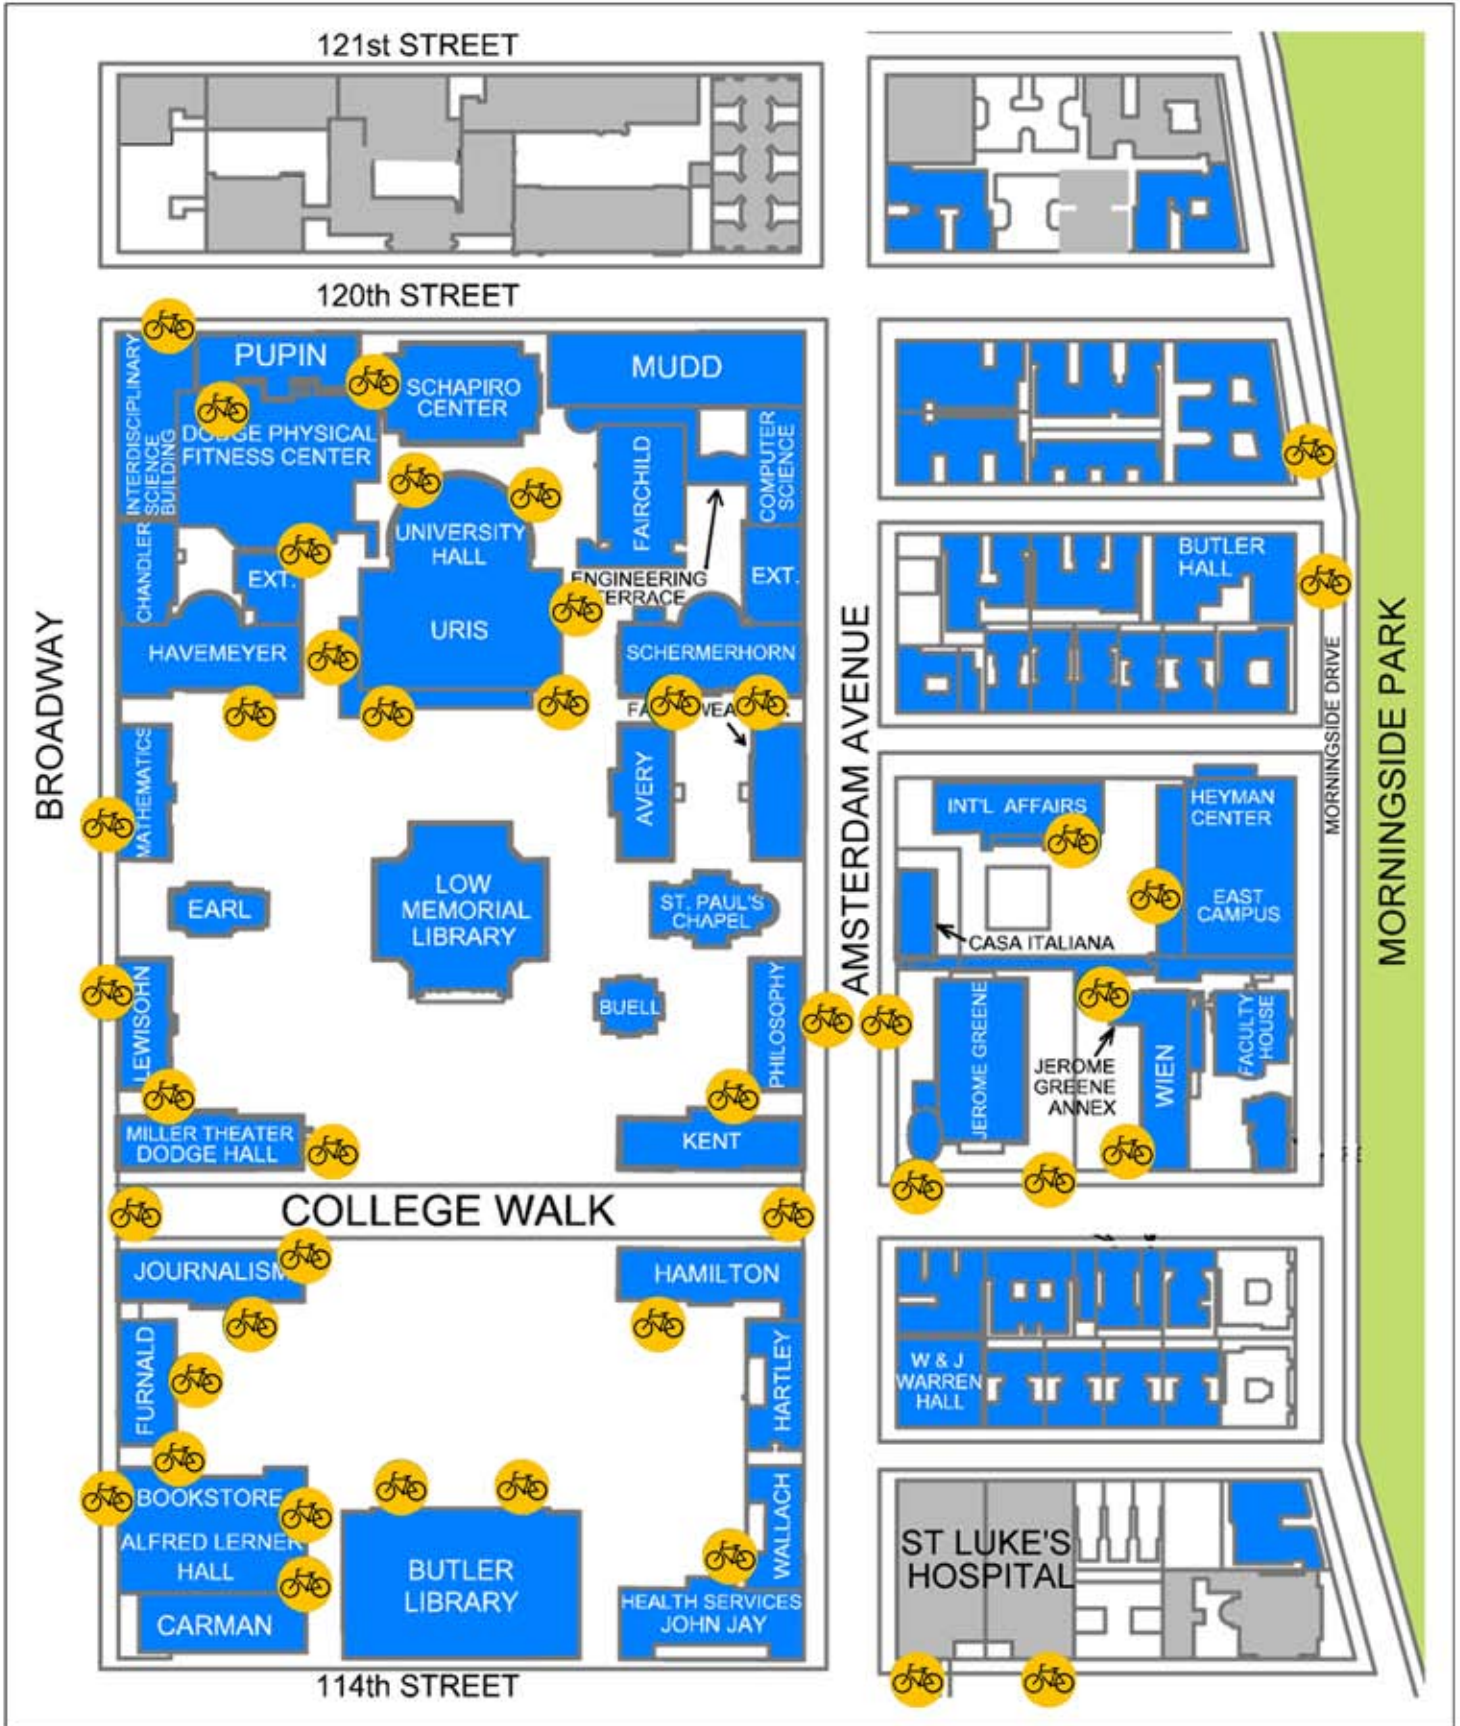 121st STREET
120th STREET
INTERDISCIPLINARY
SCIENCE
BUILDING
PUPIN
SCHAPIRO
CENTER
MUDD
DODGE PHYSICAL
FITNESS CENTER
FAIRCHILD
COMPUTER
SCIENCE
UNIVERSITY
HALL
CHANDLER
EXT.
ENGINEERING
TERRACE
EXT.
URIS
HAVEMEYER
SCHERMERHORN
BUTLER
HALL
BROADWAY
AMSTERDAM AVENUE
MORNINGSIDE DRIVE
MORNINGSIDE PARK
MATHEMATICS
AVERY
INT'L AFFAIRS
HEYMAN
CENTER
EARL
LOW
MEMORIAL
LIBRARY
ST. PAUL'S
CHAPEL
EAST
CAMPUS
CASA ITALIANA
LEWISOHN
BUELL
PHILOSOPHY
JEROME GREENE
JEROME
GREENE
ANNEX
WIEN
FACULTY
HOUSE
MILLER THEATER
DODGE HALL
KENT
COLLEGE WALK
JOURNALISM
HAMILTON
FURNALD
HARTLEY
W & J
WARREN
HALL
BOOKSTORE
ALFRED LERNER
HALL
WALLACH
BUTLER
LIBRARY
CARMAN
HEALTH SERVICES
JOHN JAY
ST LUKE'S
HOSPITAL
114th STREET